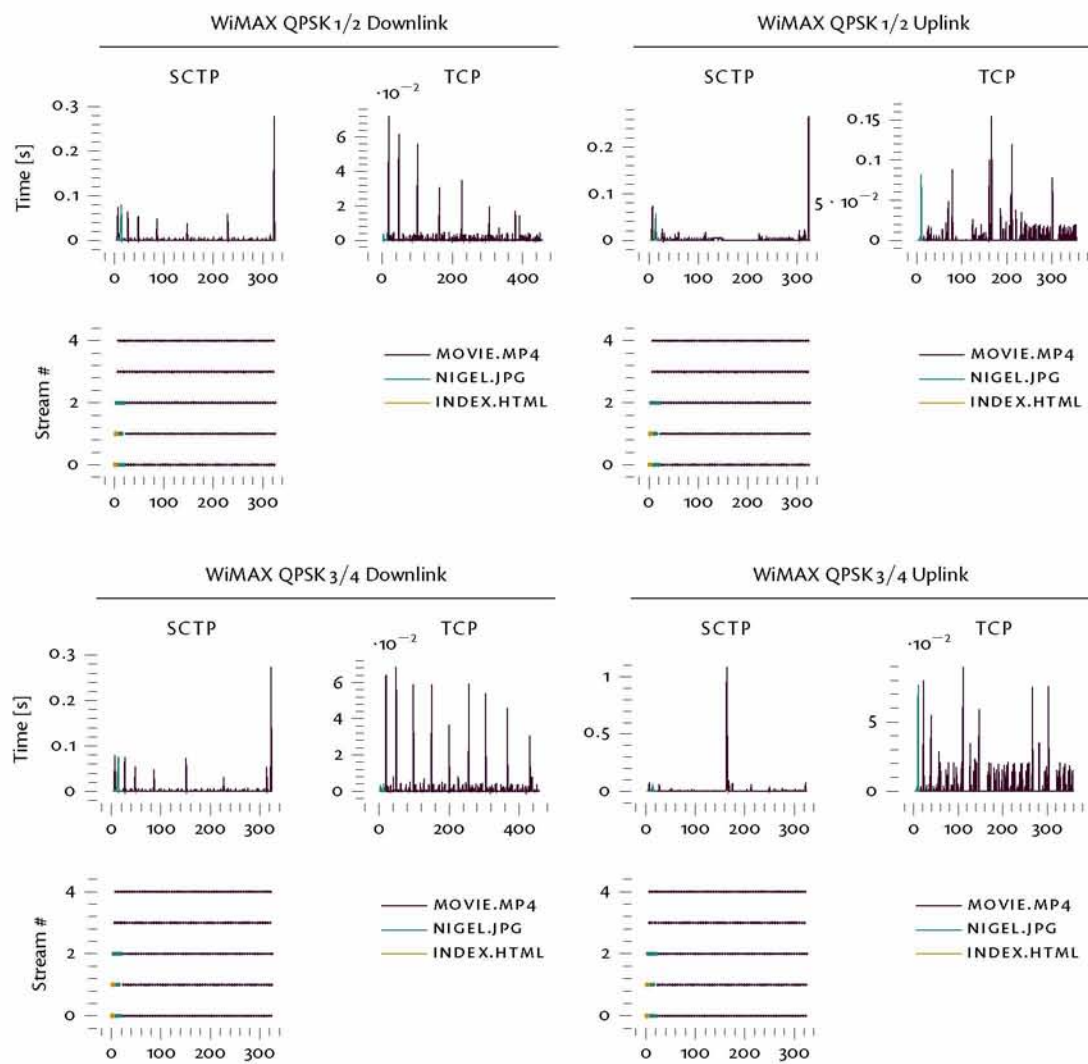 WiMAX QPSK 1/2 Downlink
SCTP
TCP
Time [s]
0.3
0.2
0.1
0
0 100 200 300
·10−2
6
4
2
0
0 200 400
Stream #
4
2
0
0 100 200 300
MOVIE.MP4
NIGEL.JPG
INDEX.HTML
WiMAX QPSK 1/2 Uplink
SCTP
TCP
0.2
0.1
0
0 100 200 300
0.15
0.1
5 · 10−2
0
0 100 300
4
2
0
0 100 200 300
MOVIE.MP4
NIGEL.JPG
INDEX.HTML
WiMAX QPSK 3/4 Downlink
SCTP
TCP
Time [s]
0.3
0.2
0.1
0
0 100 200 300
·10−2
6
4
2
0
0 200 400
Stream #
4
2
0
0 100 200 300
MOVIE.MP4
NIGEL.JPG
INDEX.HTML
WiMAX QPSK 3/4 Uplink
SCTP
TCP
1
0.5
0
0 100 200 300
·10−2
5
0
0 100 200 300
4
2
0
0 100 200 300
MOVIE.MP4
NIGEL.JPG
INDEX.HTML